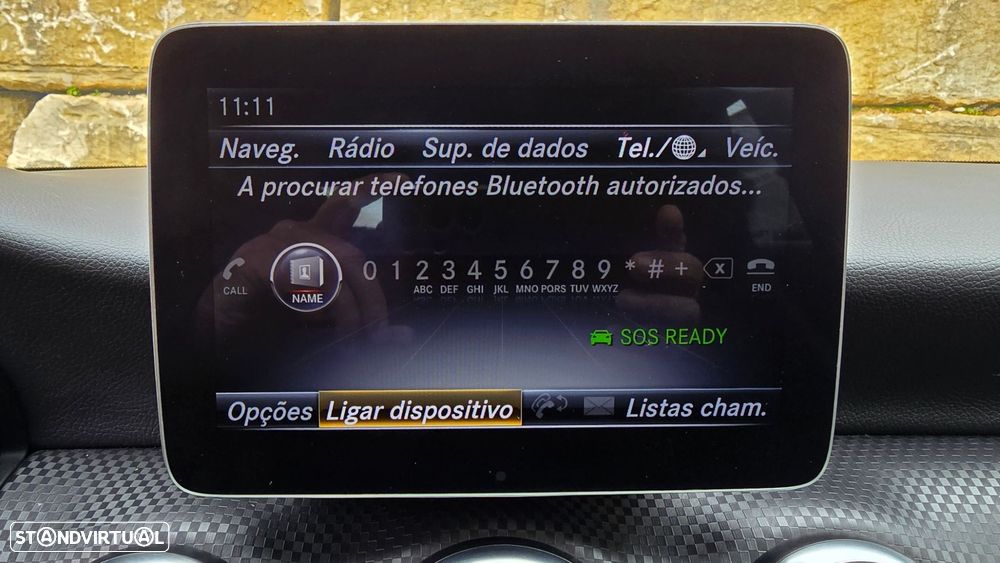 11:11
Naveg. Rádio Sup. de dados Tel./ Veíc.
A procurar telefones Bluetooth autorizados...
0 1 2 3 4 5 6 7 8 9 * # +
CALL NAME ABC DEF GHI JKL MNO PQRS TUV WXYZ END
SOS READY
Opções Ligar dispositivo Listas cham.
STANDVIRTUAL